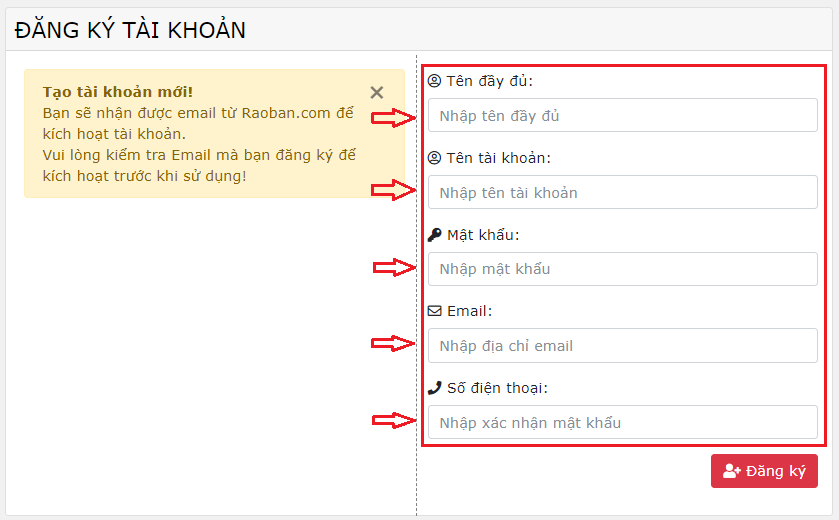 ĐĂNG KÝ TÀI KHOẢN
Tạo tài khoản mới!
Bạn sẽ nhận được email từ Raoban.com để
kích hoạt tài khoản.
Vui lòng kiểm tra Email mà bạn đăng ký để
kích hoạt trước khi sử dụng!
Tên đầy đủ:
Nhập tên đầy đủ
Tên tài khoản:
Nhập tên tài khoản
Mật khẩu:
Nhập mật khẩu
Email:
Nhập địa chỉ email
Số điện thoại:
Nhập xác nhận mật khẩu
Đăng ký